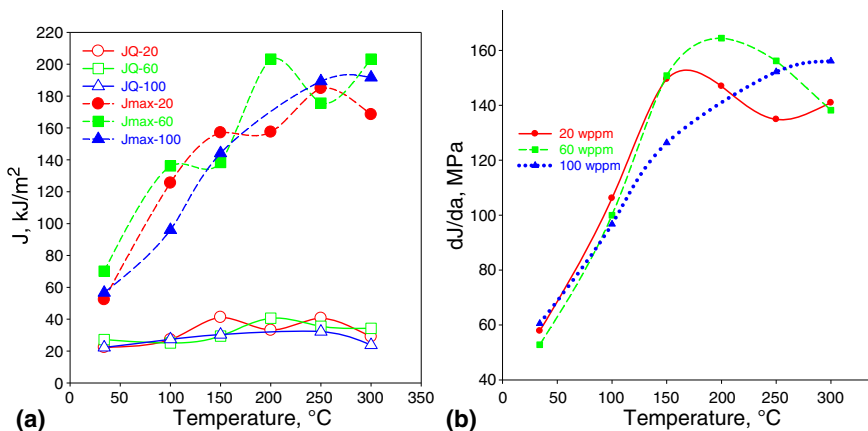 220
200
180
160
140
120
100
80
60
40
20
0
J, kJ/m²
JQ-20
JQ-60
JQ-100
Jmax-20
Jmax-60
Jmax-100
0 50 100 150 200 250 300 350
Temperature, °C
(a)
160
140
120
100
80
60
40
dJ/da, MPa
20 wppm
60 wppm
100 wppm
0 50 100 150 200 250 300
Temperature, °C
(b)